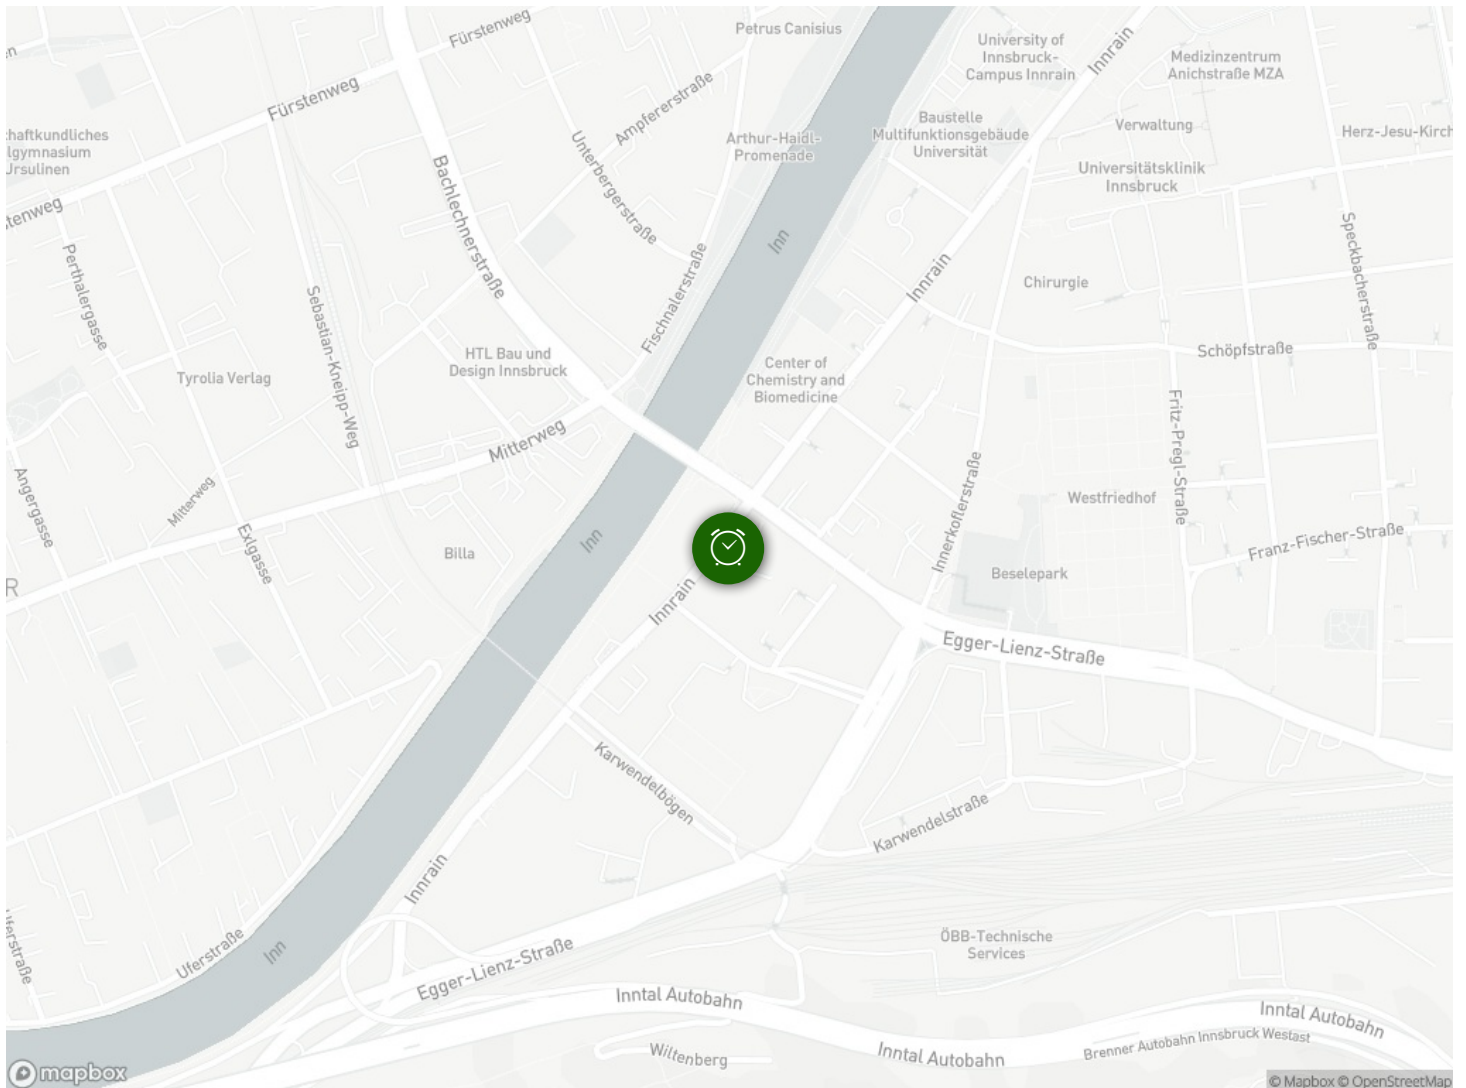 Fürstenweg
Petrus Canisius
University of
Innsbruck-
Campus Innrain
Innrain
Medizinzentrum
Anichstraße MZA
Fürstenweg
Ampfererstraße
Baustelle
Multifunktionsgebäude
Universität
Verwaltung
Herz-Jesu-Kirch
chaftkundliches
lgymnasium
Ursulinen
Unterbergerstraße
Arthur-Haidl-
Promenade
Universitätsklinik
Innsbruck
Bachlechnerstraße
stenweg
Perthalergasse
Inn
Innrain
Chirurgie
Speckbacherstraße
Sebastian-Kneipp-Weg
Fischnalerstraße
HTL Bau und
Design Innsbruck
Tyrolia Verlag
Center of
Chemistry and
Biomedicine
Schöpfstraße
Fritz-Pregl-Straße
Mitterweg
Angergasse
Mitterweg
Innerkoflerstraße
Westfriedhof
Exlgasse
Billa
Inn
Franz-Fischer-Straße
Beselepark
R
Innrain
Egger-Lienz-Straße
Karwendelbögen
Karwendelstraße
Innrain
Uferstraße
Uferstraße
Inn
Egger-Lienz-Straße
ÖBB-Technische
Services
Inntal Autobahn
Inntal Autobahn
Wiltenberg
Inntal Autobahn
Brenner Autobahn Innsbruck Westast
mapbox
© Mapbox © OpenStreetMap